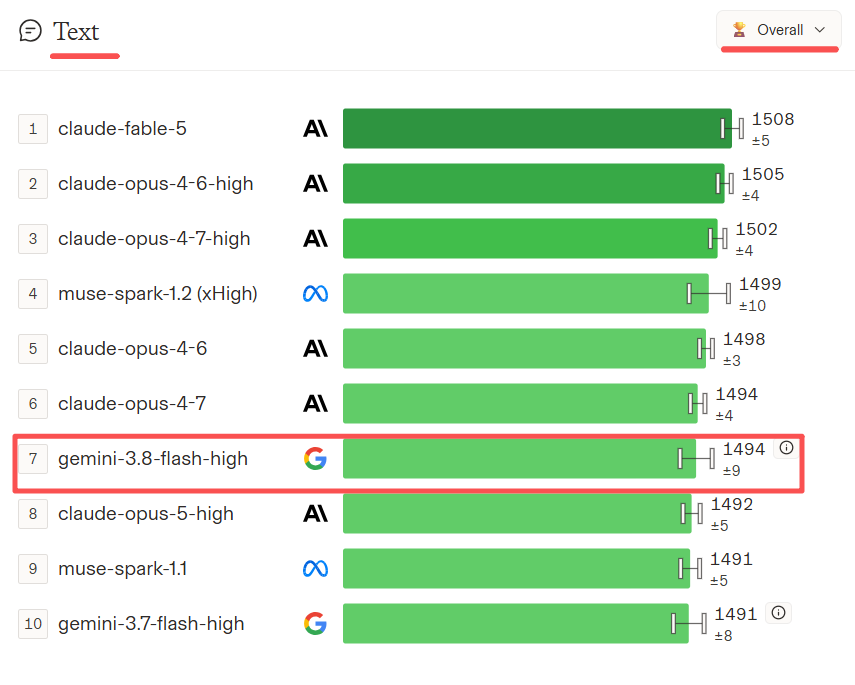 Text
Overall
1 claude-fable-5 1508 ±5
2 claude-opus-4-6-high 1505 ±4
3 claude-opus-4-7-high 1502 ±4
4 muse-spark-1.2 (xHigh) 1499 ±10
5 claude-opus-4-6 1498 ±3
6 claude-opus-4-7 1494 ±4
7 gemini-3.8-flash-high 1494 ±9
8 claude-opus-5-high 1492 ±5
9 muse-spark-1.1 1491 ±5
10 gemini-3.7-flash-high 1491 ±8